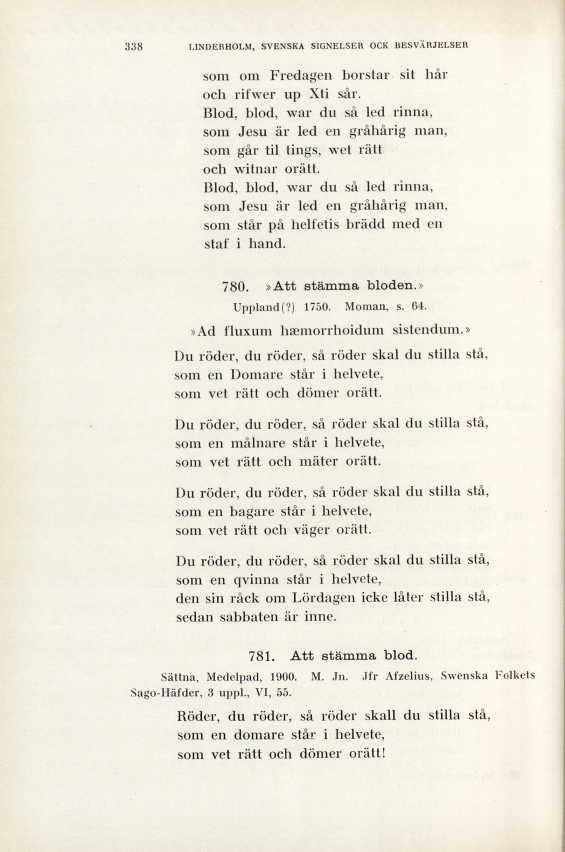 338 LINDERHOLM, SVENSKA SIGNELSER OCK BESVÄRJELSER
som om Fredagen borstar sit hår
och rifwer up Xti sår.
Blod, blod, war du så led rinna,
som Jesu är led en gråhårig man,
som går til tings, wet rätt
och witnar orätt.
Blod, blod, war du så led rinna,
som Jesu är led en gråhårig man,
som står på helfetis brädd med en
staf i hand.
780. »Att stämma bloden.»
Uppland(?) 1750. Moman, s. 64.
»Ad fluxum hæmorrhoidum sistendum.»
Du röder, du röder, så röder skal du stilla stå,
som en Domare står i helvete,
som vet rätt och dömer orätt.
Du röder, du röder, så röder skal du stilla stå,
som en målnare står i helvete,
som vet rätt och mäter orätt.
Du röder, du röder, så röder skal du stilla stå,
som en bagare står i helvete,
som vet rätt och väger orätt.
Du röder, du röder, så röder skal du stilla stå,
som en qvinna står i helvete,
den sin råck om Lördagen icke låter stilla stå,
sedan sabbaten är inne.
781. Att stämma blod.
Sättna, Medelpad, 1900. M. Jn. Jfr Afzelius, Swenska Folkets
Sago-Häfder, 3 uppl., VI, 55.
Röder, du röder, så röder skall du stilla stå,
som en domare står i helvete,
som vet rätt och dömer orätt!